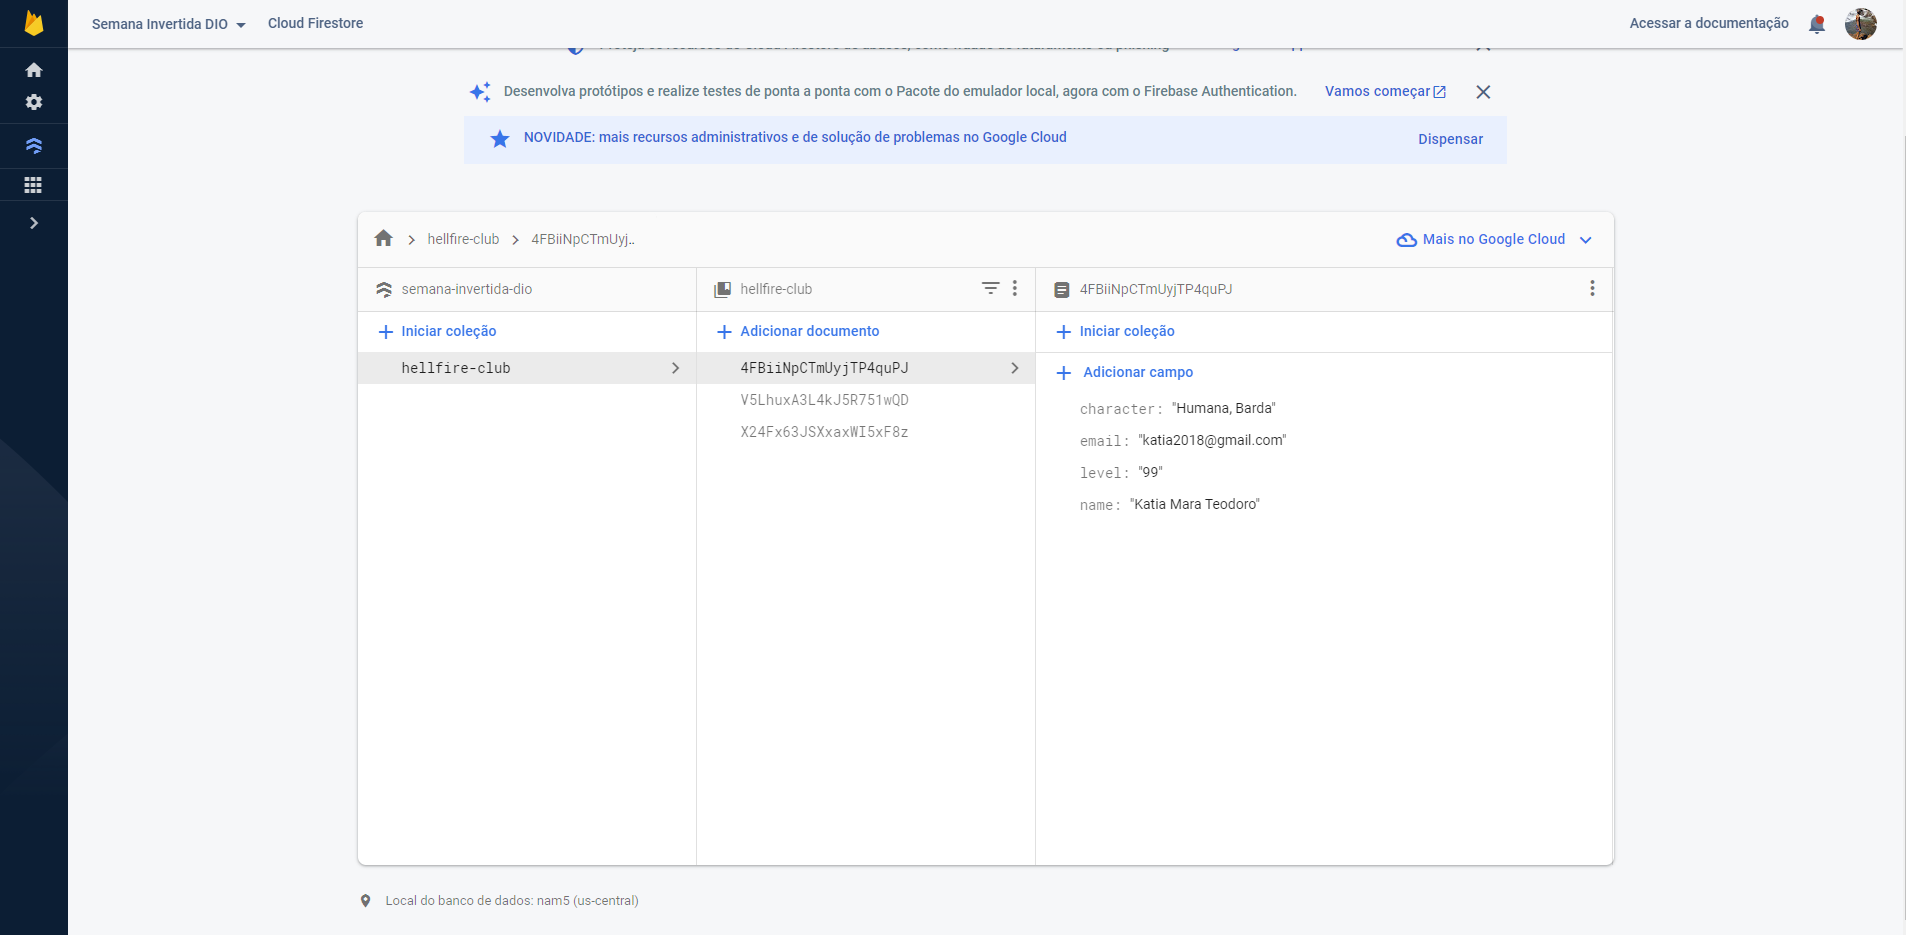 Semana Invertida DIO
Cloud Firestore
Acessar a documentação
Desenvolva protótipos e realize testes de ponta a ponta com o Pacote do emulador local, agora com o Firebase Authentication.
Vamos começar
NOVIDADE: mais recursos administrativos e de solução de problemas no Google Cloud
Dispensar
hellfire-club
4FBiiNpCTmUyj..
Mais no Google Cloud
semana-invertida-dio
hellfire-club
4FBiiNpCTmUyjTP4quPJ
Iniciar coleção
Adicionar documento
Iniciar coleção
hellfire-club
4FBiiNpCTmUyjTP4quPJ
V5LhuxA3L4kJ5R751wQD
X24Fx63JSXxaxWI5xF8z
Adicionar campo
character: "Humana, Barda"
email: "katia2018@gmail.com"
level: "99"
name: "Katia Mara Teodoro"
Local do banco de dados: nam5 (us-central)